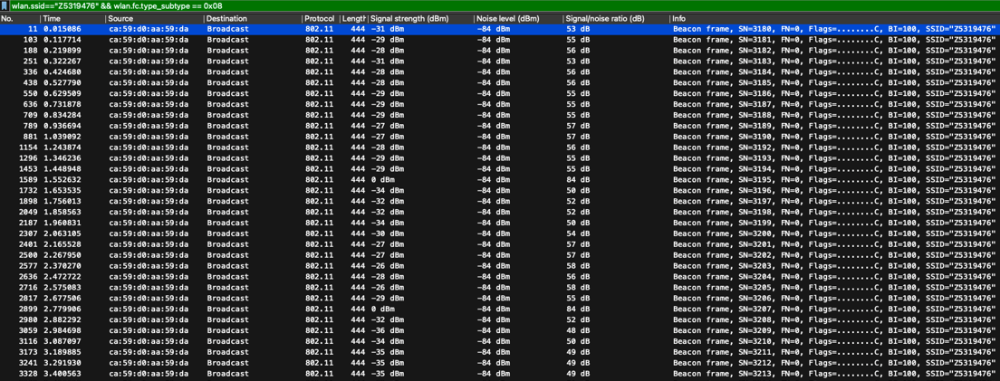 wlan.ssid=="Z5319476" && wlan.fc.type_subtype == 0x08
No. Time Source Destination Protocol Length Signal strength (dBm) Noise level (dBm) Signal/noise ratio (dB) Info
11 0.015086 ca:59:d0:aa:59:da Broadcast 802.11 444 -31 dBm -84 dBm 53 dB Beacon frame, SN=3180, FN=0, Flags=........C, BI=100, SSID="Z5319476"
103 0.117714 ca:59:d0:aa:59:da Broadcast 802.11 444 -29 dBm -84 dBm 55 dB Beacon frame, SN=3181, FN=0, Flags=........C, BI=100, SSID="Z5319476"
188 0.219899 ca:59:d0:aa:59:da Broadcast 802.11 444 -28 dBm -84 dBm 56 dB Beacon frame, SN=3182, FN=0, Flags=........C, BI=100, SSID="Z5319476"
251 0.322267 ca:59:d0:aa:59:da Broadcast 802.11 444 -31 dBm -84 dBm 53 dB Beacon frame, SN=3183, FN=0, Flags=........C, BI=100, SSID="Z5319476"
336 0.424680 ca:59:d0:aa:59:da Broadcast 802.11 444 -28 dBm -84 dBm 56 dB Beacon frame, SN=3184, FN=0, Flags=........C, BI=100, SSID="Z5319476"
438 0.527790 ca:59:d0:aa:59:da Broadcast 802.11 444 -28 dBm -84 dBm 56 dB Beacon frame, SN=3185, FN=0, Flags=........C, BI=100, SSID="Z5319476"
550 0.629509 ca:59:d0:aa:59:da Broadcast 802.11 444 -29 dBm -84 dBm 55 dB Beacon frame, SN=3186, FN=0, Flags=........C, BI=100, SSID="Z5319476"
636 0.731878 ca:59:d0:aa:59:da Broadcast 802.11 444 -29 dBm -84 dBm 55 dB Beacon frame, SN=3187, FN=0, Flags=........C, BI=100, SSID="Z5319476"
709 0.834284 ca:59:d0:aa:59:da Broadcast 802.11 444 -29 dBm -84 dBm 55 dB Beacon frame, SN=3188, FN=0, Flags=........C, BI=100, SSID="Z5319476"
789 0.936694 ca:59:d0:aa:59:da Broadcast 802.11 444 -27 dBm -84 dBm 57 dB Beacon frame, SN=3189, FN=0, Flags=........C, BI=100, SSID="Z5319476"
881 1.039092 ca:59:d0:aa:59:da Broadcast 802.11 444 -27 dBm -84 dBm 57 dB Beacon frame, SN=3190, FN=0, Flags=........C, BI=100, SSID="Z5319476"
1154 1.243874 ca:59:d0:aa:59:da Broadcast 802.11 444 -28 dBm -84 dBm 56 dB Beacon frame, SN=3192, FN=0, Flags=........C, BI=100, SSID="Z5319476"
1296 1.346236 ca:59:d0:aa:59:da Broadcast 802.11 444 -29 dBm -84 dBm 55 dB Beacon frame, SN=3193, FN=0, Flags=........C, BI=100, SSID="Z5319476"
1453 1.448948 ca:59:d0:aa:59:da Broadcast 802.11 444 -29 dBm -84 dBm 55 dB Beacon frame, SN=3194, FN=0, Flags=........C, BI=100, SSID="Z5319476"
1589 1.552632 ca:59:d0:aa:59:da Broadcast 802.11 444 0 dBm -84 dBm 84 dB Beacon frame, SN=3195, FN=0, Flags=........C, BI=100, SSID="Z5319476"
1732 1.653535 ca:59:d0:aa:59:da Broadcast 802.11 444 -34 dBm -84 dBm 50 dB Beacon frame, SN=3196, FN=0, Flags=........C, BI=100, SSID="Z5319476"
1898 1.756013 ca:59:d0:aa:59:da Broadcast 802.11 444 -32 dBm -84 dBm 52 dB Beacon frame, SN=3197, FN=0, Flags=........C, BI=100, SSID="Z5319476"
2049 1.858563 ca:59:d0:aa:59:da Broadcast 802.11 444 -32 dBm -84 dBm 52 dB Beacon frame, SN=3198, FN=0, Flags=........C, BI=100, SSID="Z5319476"
2187 1.960831 ca:59:d0:aa:59:da Broadcast 802.11 444 -34 dBm -84 dBm 50 dB Beacon frame, SN=3199, FN=0, Flags=........C, BI=100, SSID="Z5319476"
2307 2.063105 ca:59:d0:aa:59:da Broadcast 802.11 444 -30 dBm -84 dBm 54 dB Beacon frame, SN=3200, FN=0, Flags=........C, BI=100, SSID="Z5319476"
2401 2.165528 ca:59:d0:aa:59:da Broadcast 802.11 444 -27 dBm -84 dBm 57 dB Beacon frame, SN=3201, FN=0, Flags=........C, BI=100, SSID="Z5319476"
2500 2.267950 ca:59:d0:aa:59:da Broadcast 802.11 444 -27 dBm -84 dBm 57 dB Beacon frame, SN=3202, FN=0, Flags=........C, BI=100, SSID="Z5319476"
2577 2.370270 ca:59:d0:aa:59:da Broadcast 802.11 444 -26 dBm -84 dBm 58 dB Beacon frame, SN=3203, FN=0, Flags=........C, BI=100, SSID="Z5319476"
2636 2.472722 ca:59:d0:aa:59:da Broadcast 802.11 444 -28 dBm -84 dBm 56 dB Beacon frame, SN=3204, FN=0, Flags=........C, BI=100, SSID="Z5319476"
2716 2.575083 ca:59:d0:aa:59:da Broadcast 802.11 444 -26 dBm -84 dBm 58 dB Beacon frame, SN=3205, FN=0, Flags=........C, BI=100, SSID="Z5319476"
2817 2.677506 ca:59:d0:aa:59:da Broadcast 802.11 444 -29 dBm -84 dBm 55 dB Beacon frame, SN=3206, FN=0, Flags=........C, BI=100, SSID="Z5319476"
2899 2.779906 ca:59:d0:aa:59:da Broadcast 802.11 444 0 dBm -84 dBm 84 dB Beacon frame, SN=3207, FN=0, Flags=........C, BI=100, SSID="Z5319476"
2980 2.882292 ca:59:d0:aa:59:da Broadcast 802.11 444 -32 dBm -84 dBm 52 dB Beacon frame, SN=3208, FN=0, Flags=........C, BI=100, SSID="Z5319476"
3059 2.984698 ca:59:d0:aa:59:da Broadcast 802.11 444 -36 dBm -84 dBm 48 dB Beacon frame, SN=3209, FN=0, Flags=........C, BI=100, SSID="Z5319476"
3116 3.087097 ca:59:d0:aa:59:da Broadcast 802.11 444 -34 dBm -84 dBm 50 dB Beacon frame, SN=3210, FN=0, Flags=........C, BI=100, SSID="Z5319476"
3173 3.189885 ca:59:d0:aa:59:da Broadcast 802.11 444 -35 dBm -84 dBm 49 dB Beacon frame, SN=3211, FN=0, Flags=........C, BI=100, SSID="Z5319476"
3241 3.291930 ca:59:d0:aa:59:da Broadcast 802.11 444 -35 dBm -84 dBm 49 dB Beacon frame, SN=3212, FN=0, Flags=........C, BI=100, SSID="Z5319476"
3328 3.400563 ca:59:d0:aa:59:da Broadcast 802.11 444 -35 dBm -84 dBm 49 dB Beacon frame, SN=3213, FN=0, Flags=........C, BI=100, SSID="Z5319476"